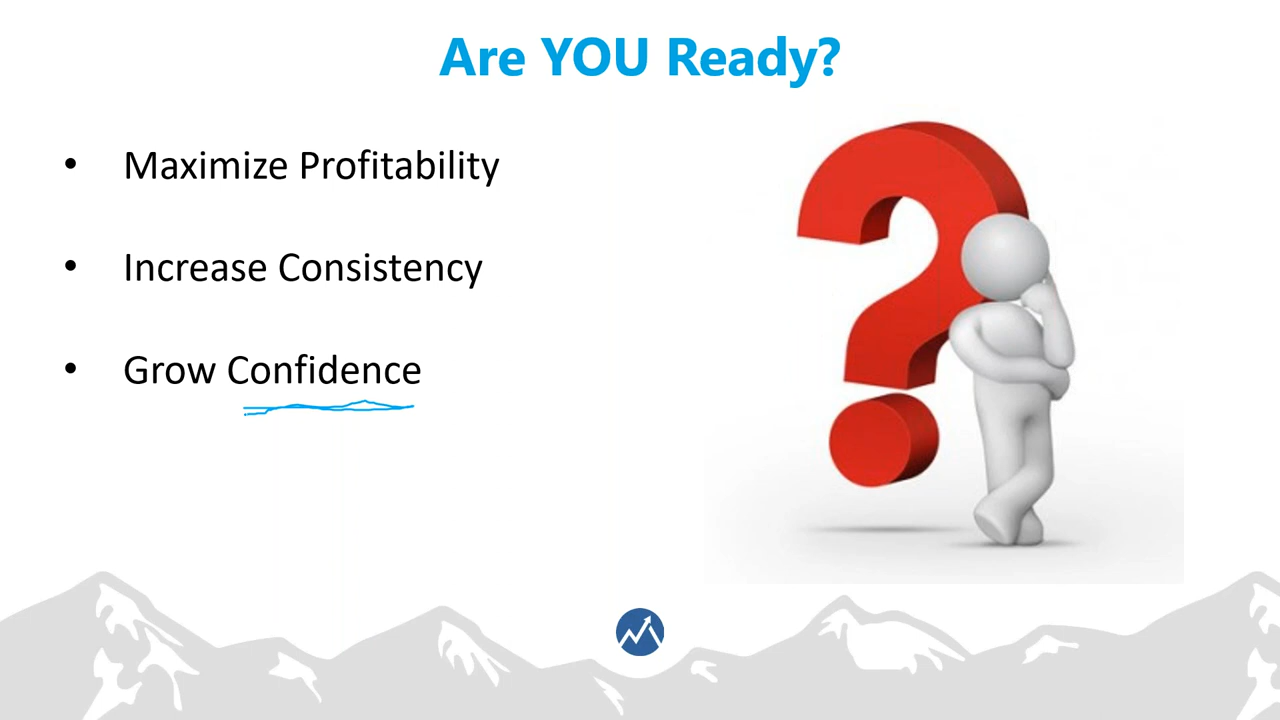 Are YOU Ready?
• Maximize Profitability
• Increase Consistency
• Grow Confidence